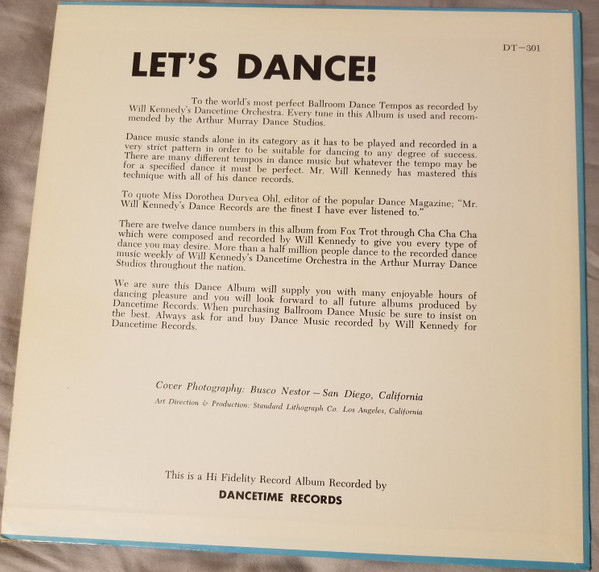 DT-301
LET'S DANCE!
To the world's most perfect Ballroom Dance Tempos as recorded by
Will Kennedy's Dancetime Orchestra. Every tune in this Album is used and recom-
mended by the Arthur Murray Dance Studios.
Dance music stands alone in its category as it has to be played and recorded in a
very strict pattern in order to be suitable for dancing to any degree of success.
There are many different tempos in dance music but whatever the tempo may be
for a specified dance it must be perfect. Mr. Will Kennedy has mastered this
technique with all of his dance records.
To quote Miss Dorothea Duryea Ohl, editor of the popular Dance Magazine; "Mr.
Will Kennedy's Dance Records are the finest I have ever listened to."
There are twelve dance numbers in this album from Fox Trot through Cha Cha Cha
which were composed and recorded by Will Kennedy to give you every type of
dance you may desire. More than a half million people dance to the recorded dance
music weekly of Will Kennedy's Dancetime Orchestra in the Arthur Murray Dance
Studios throughout the nation.
We are sure this Dance Album will supply you with many enjoyable hours of
dancing pleasure and you will look forward to all future albums produced by
Dancetime Records. When purchasing Ballroom Dance Music be sure to insist on
the best. Always ask for and buy Dance Music recorded by Will Kennedy for
Dancetime Records.
Cover Photography: Busco Nestor — San Diego, California
Art Direction & Production: Standard Lithograph Co. Los Angeles, California
This is a Hi Fidelity Record Album Recorded by
DANCETIME RECORDS